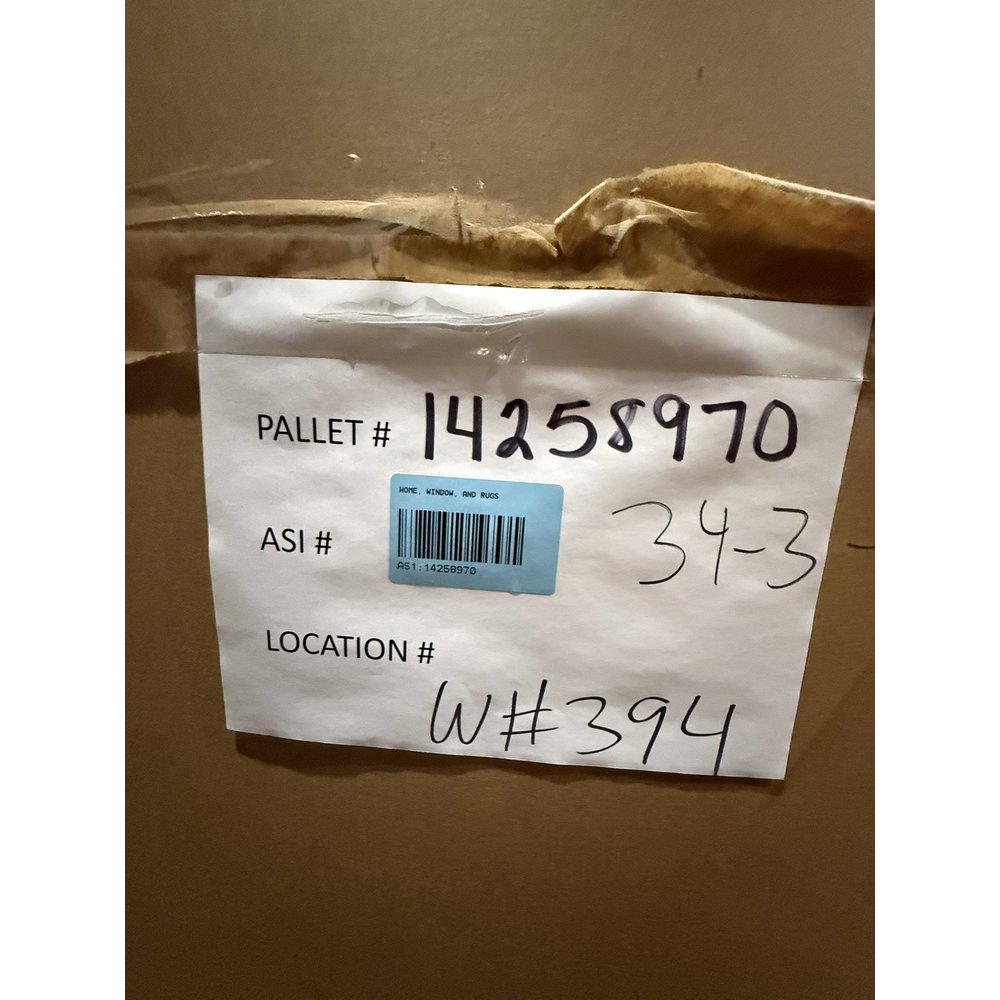 PALLET # 14258970
HOME, WINDOW, AND RUGS
ASI #
34-3
AS1:14258970
LOCATION #
W#394